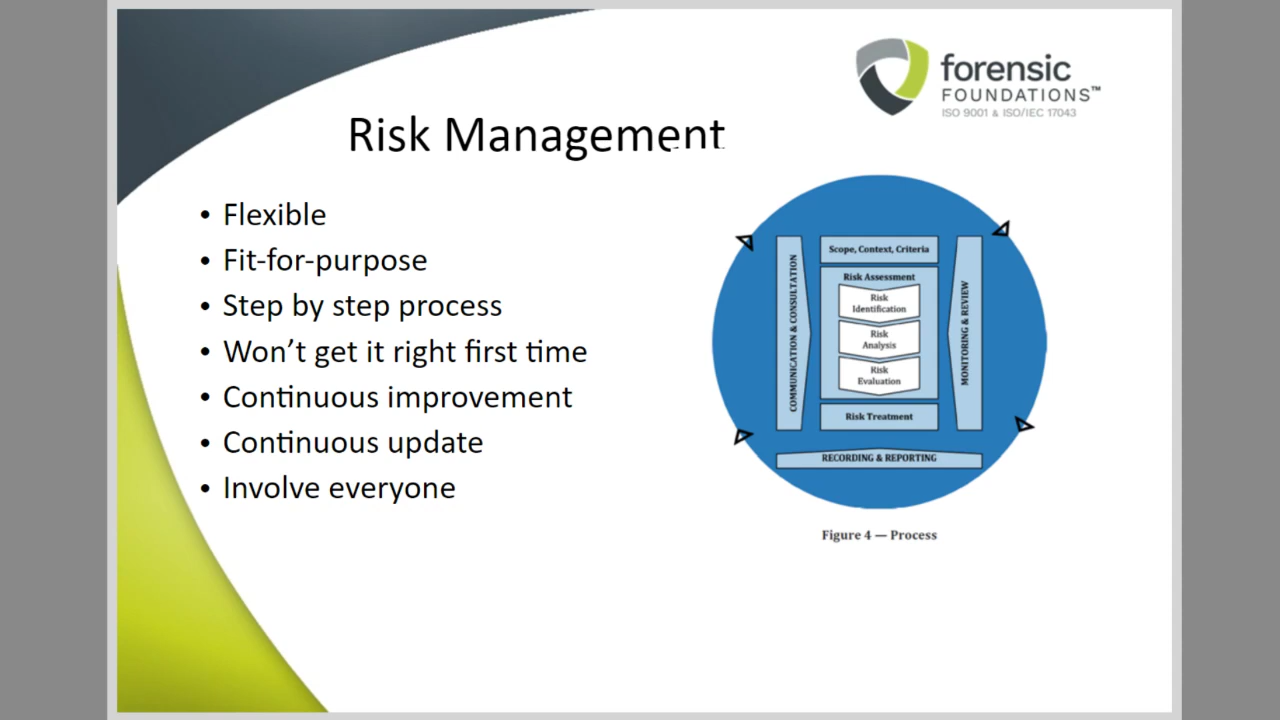 forensic
FOUNDATIONS™
ISO 9001 & ISO/IEC 17043
Risk Management
• Flexible
• Fit-for-purpose
• Step by step process
• Won’t get it right first time
• Continuous improvement
• Continuous update
• Involve everyone
COMMUNICATION & CONSULTATION
Scope, Context, Criteria
Risk Assessment
Risk
Identification
Risk
Analysis
Risk
Evaluation
Risk Treatment
MONITORING & REVIEW
RECORDING & REPORTING
Figure 4 — Process